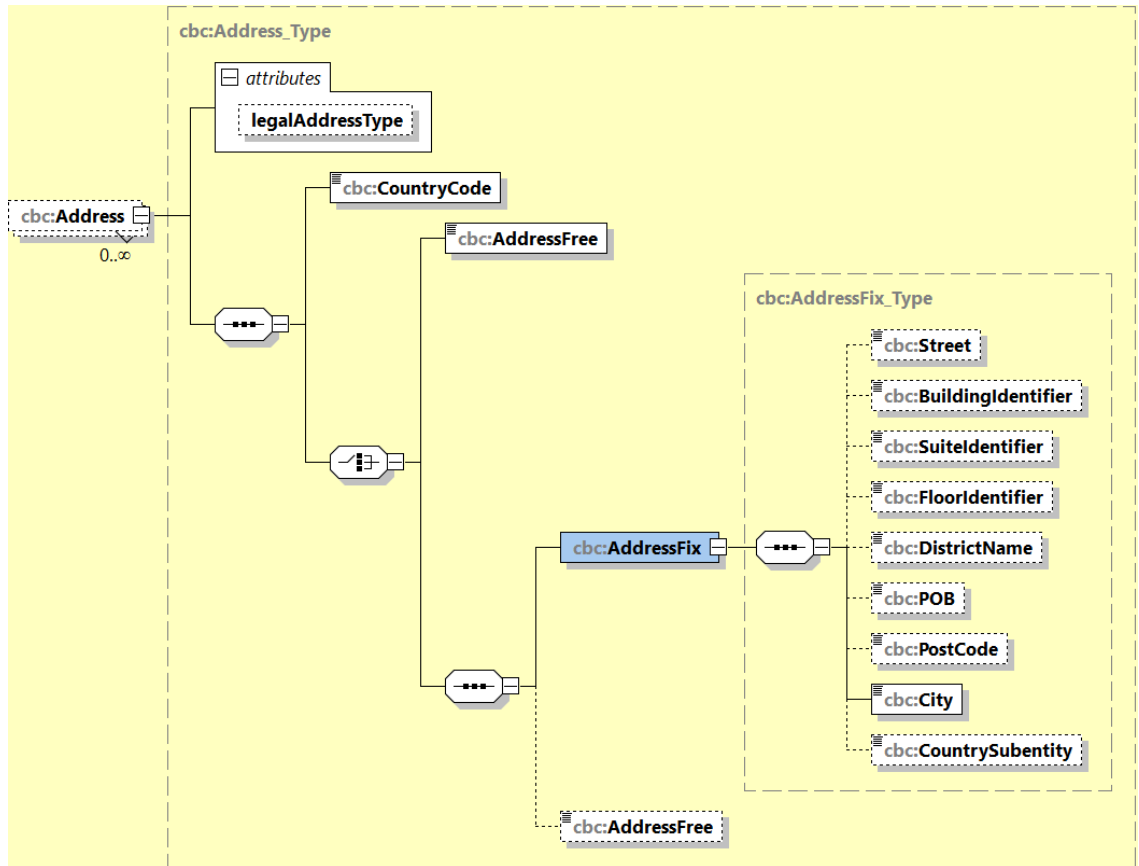 cbc:Address_Type
attributes
legalAddressType
cbc:CountryCode
cbc:Address
0..∞
cbc:AddressFree
cbc:AddressFix_Type
cbc:Street
cbc:BuildingIdentifier
cbc:SuiteIdentifier
cbc:FloorIdentifier
cbc:AddressFix
cbc:DistrictName
cbc:POB
cbc:PostCode
cbc:City
cbc:CountrySubentity
cbc:AddressFree